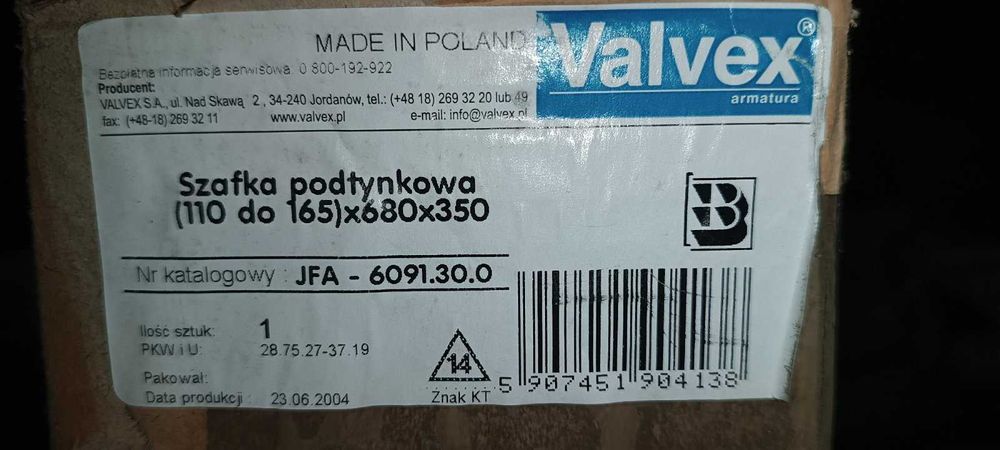 MADE IN POLAND
Valvex®
armatura
Bezpłatna informacja serwisowa 0 800-192-922
Producent:
VALVEX S.A., ul. Nad Skawą 2 , 34-240 Jordanów, tel.: (+48 18) 269 32 20 lub 49
fax: (+48-18) 269 32 11 www.valvex.pl e-mail: info@valvex.pl
Szafka podtynkowa
(110 do 165)x680x350
B
Nr katalogowy : JFA - 6091.30.0
Ilość sztuk: 1
PKW i U: 28.75.27-37.19
Pakował:
Data produkcji : 23.06.2004
14
Znak KT
5 907451 904138